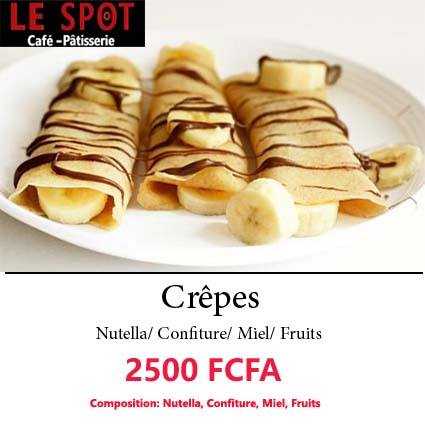 LE SPOT
Café -Pâtisserie
Crêpes
Nutella/ Confiture/ Miel/ Fruits
2500 FCFA
Composition: Nutella, Confiture, Miel, Fruits